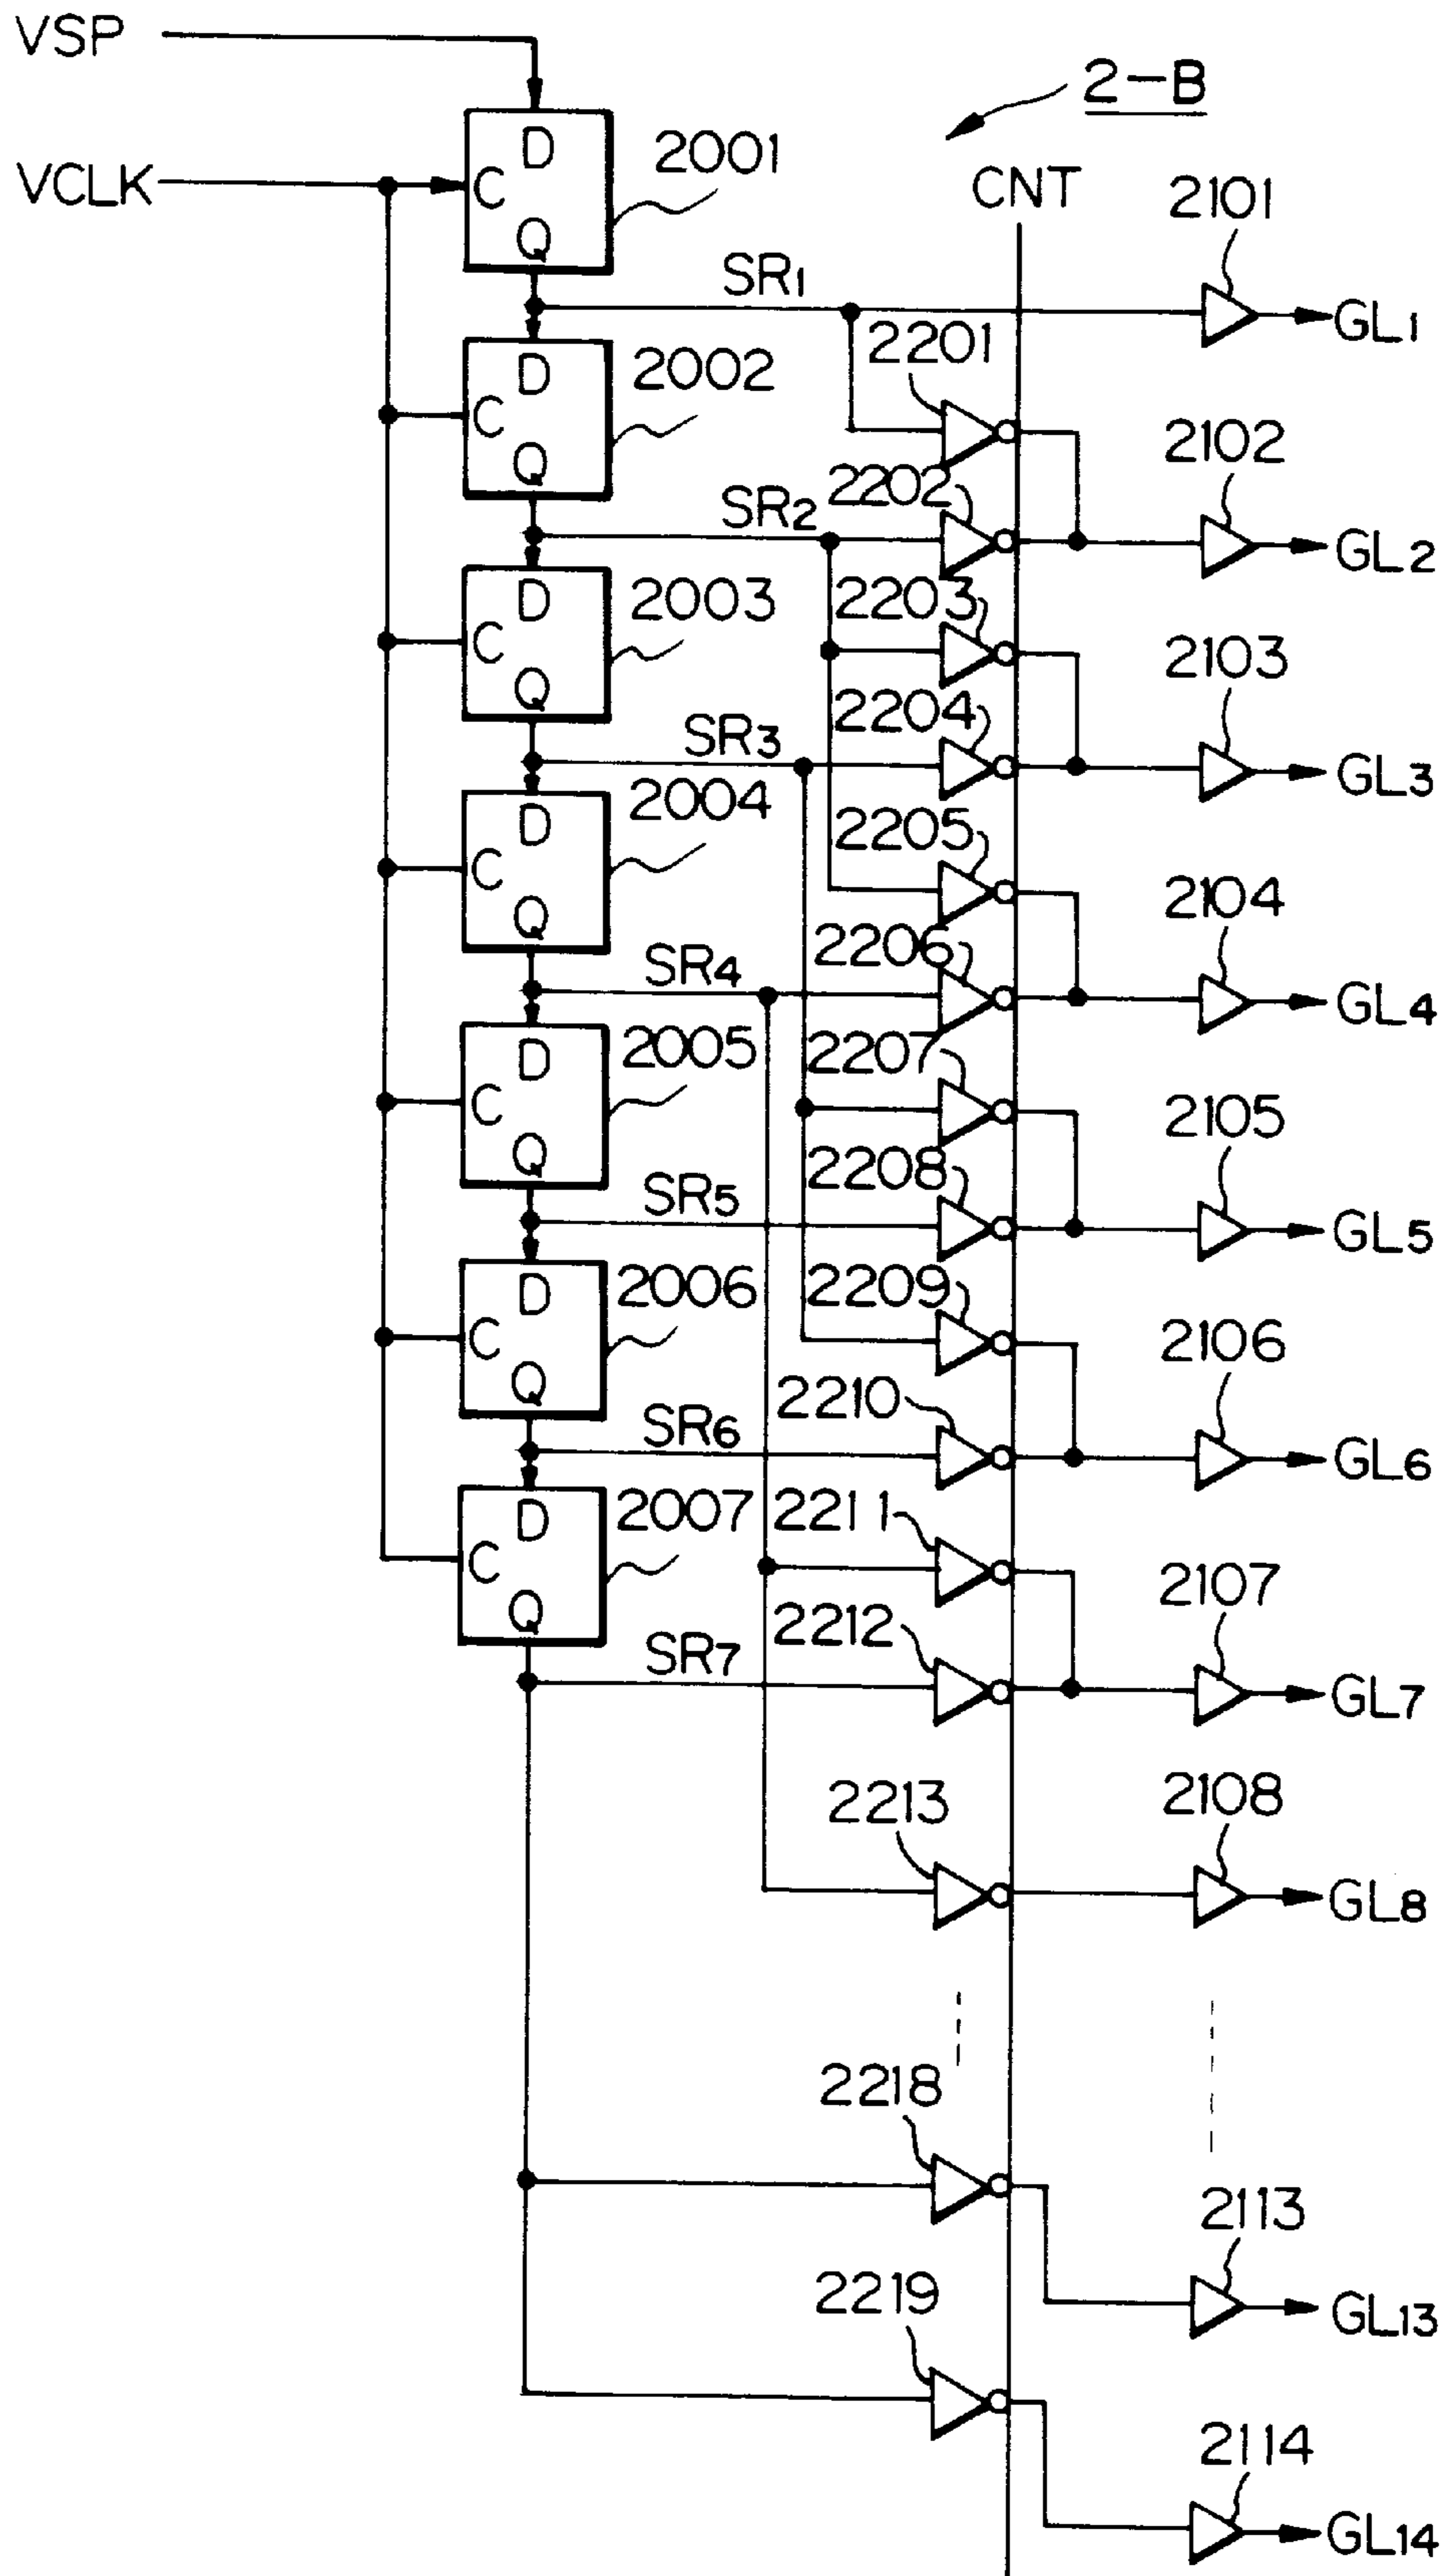 VSP
2-B
VCLK
D
C
Q
2001
CNT
2101
SR1
GL1
2201
D
C
Q
2002
2102
2202
SR2
GL2
D
C
Q
2003
2203
2103
2204
SR3
GL3
D
C
Q
2004
2205
2104
2206
SR4
GL4
D
C
Q
2005
2207
2105
2208
SR5
GL5
D
C
Q
2006
2209
2106
2210
SR6
GL6
D
C
Q
2007
2211
2107
2212
SR7
GL7
2213
2108
GL8
2218
2113
GL13
2219
2114
GL14